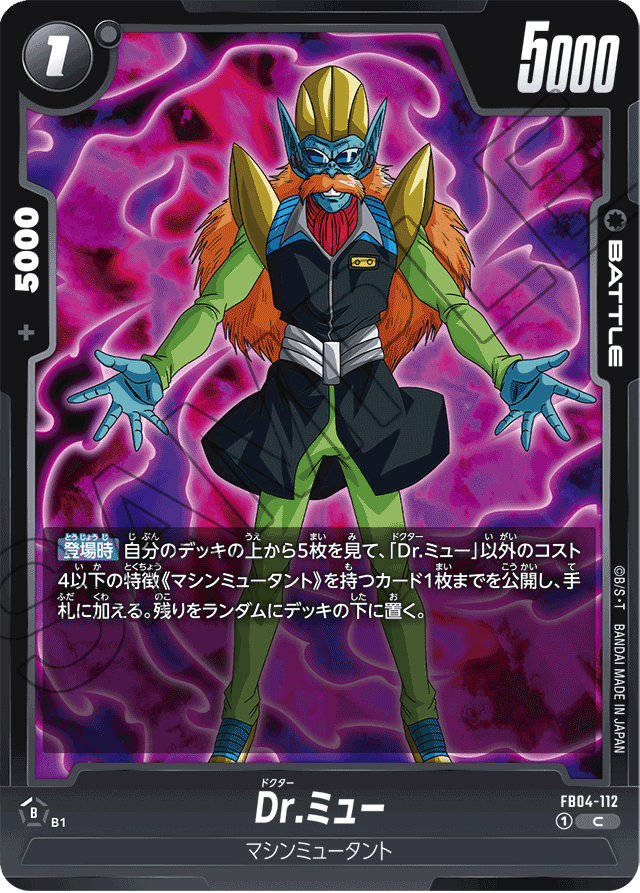 1
5000
+ 5000
BATTLE
SAMPLE
登場時 自分のデッキの上から5枚を見て、「Dr.ミュー」以外のコスト
4以下の特徴《マシンミュータント》を持つカード1枚までを公開し、手
札に加える。残りをランダムにデッキの下に置く。
©B/S・T BANDAI MADE IN JAPAN
ドクター
Dr.ミュー
FB04-112
B B1
1 C
マシンミュータント